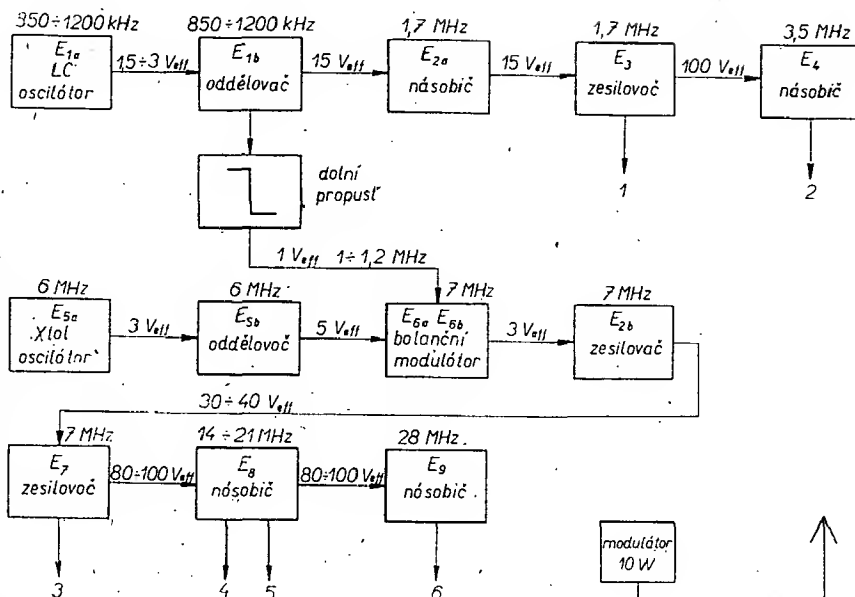 350÷1200 kHz
850÷1200 kHz
1,7 MHz
1,7 MHz
3,5 MHz
E1a
LC
oscilátor
1,5÷3 Veff
E1b
oddělovač
15 Veff
E2a
násobič
15 Veff
E3
zesilovač
100 Veff
E4
násobič
1
2
dolní
propusť
1 Veff 1÷1,2 MHz
6 MHz
6 MHz
7 MHz
7 MHz
E5a
Xtal
oscilátor
3 Veff
E5b
oddělovač
5 Veff
E6a E6b
balanční
modulátor
3 Veff
E2b
zesilovač
30÷40 Veff
7 MHz
14÷21 MHz
28 MHz
E7
zesilovač
80÷100 Veff
E8
násobič
80÷100 Veff
E9
násobič
3
4
5
6
modulátor
10 W